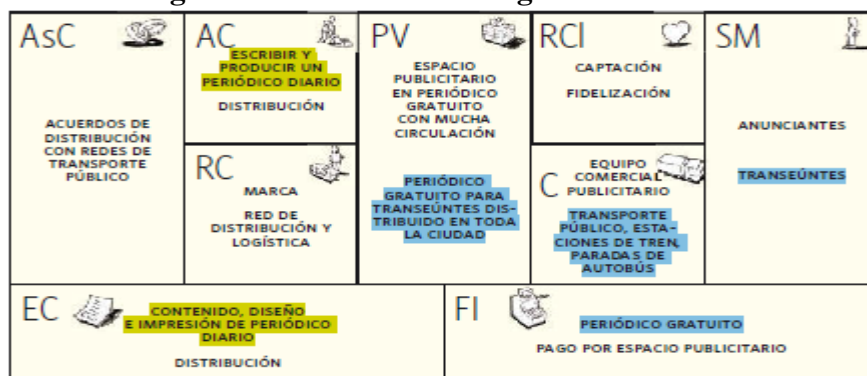 AsC
ACUERDOS DE
DISTRIBUCIÓN
CON REDES DE
TRANSPORTE
PÚBLICO
AC
ESCRIBIR Y
PRODUCIR UN
PERIÓDICO DIARIO
DISTRIBUCIÓN
RC
MARCA
RED DE
DISTRIBUCIÓN Y
LOGÍSTICA
PV
ESPACIO
PUBLICITARIO
EN PERIÓDICO
GRATUITO
CON MUCHA
CIRCULACIÓN
PERIÓDICO
GRATUITO PARA
TRANSEÚNTES DIS-
TRIBUIDO EN TODA
LA CIUDAD
RCl
CAPTACIÓN
FIDELIZACIÓN
C
EQUIPO
COMERCIAL
PUBLICITARIO
TRANSPORTE
PÚBLICO, ESTA-
CIONES DE TREN,
PARADAS DE
AUTOBÚS
SM
ANUNCIANTES
TRANSEÚNTES
EC
CONTENIDO, DISEÑO
E IMPRESIÓN DE PERIÓDICO
DIARIO
DISTRIBUCIÓN
FI
PERIÓDICO GRATUITO
PAGO POR ESPACIO PUBLICITARIO